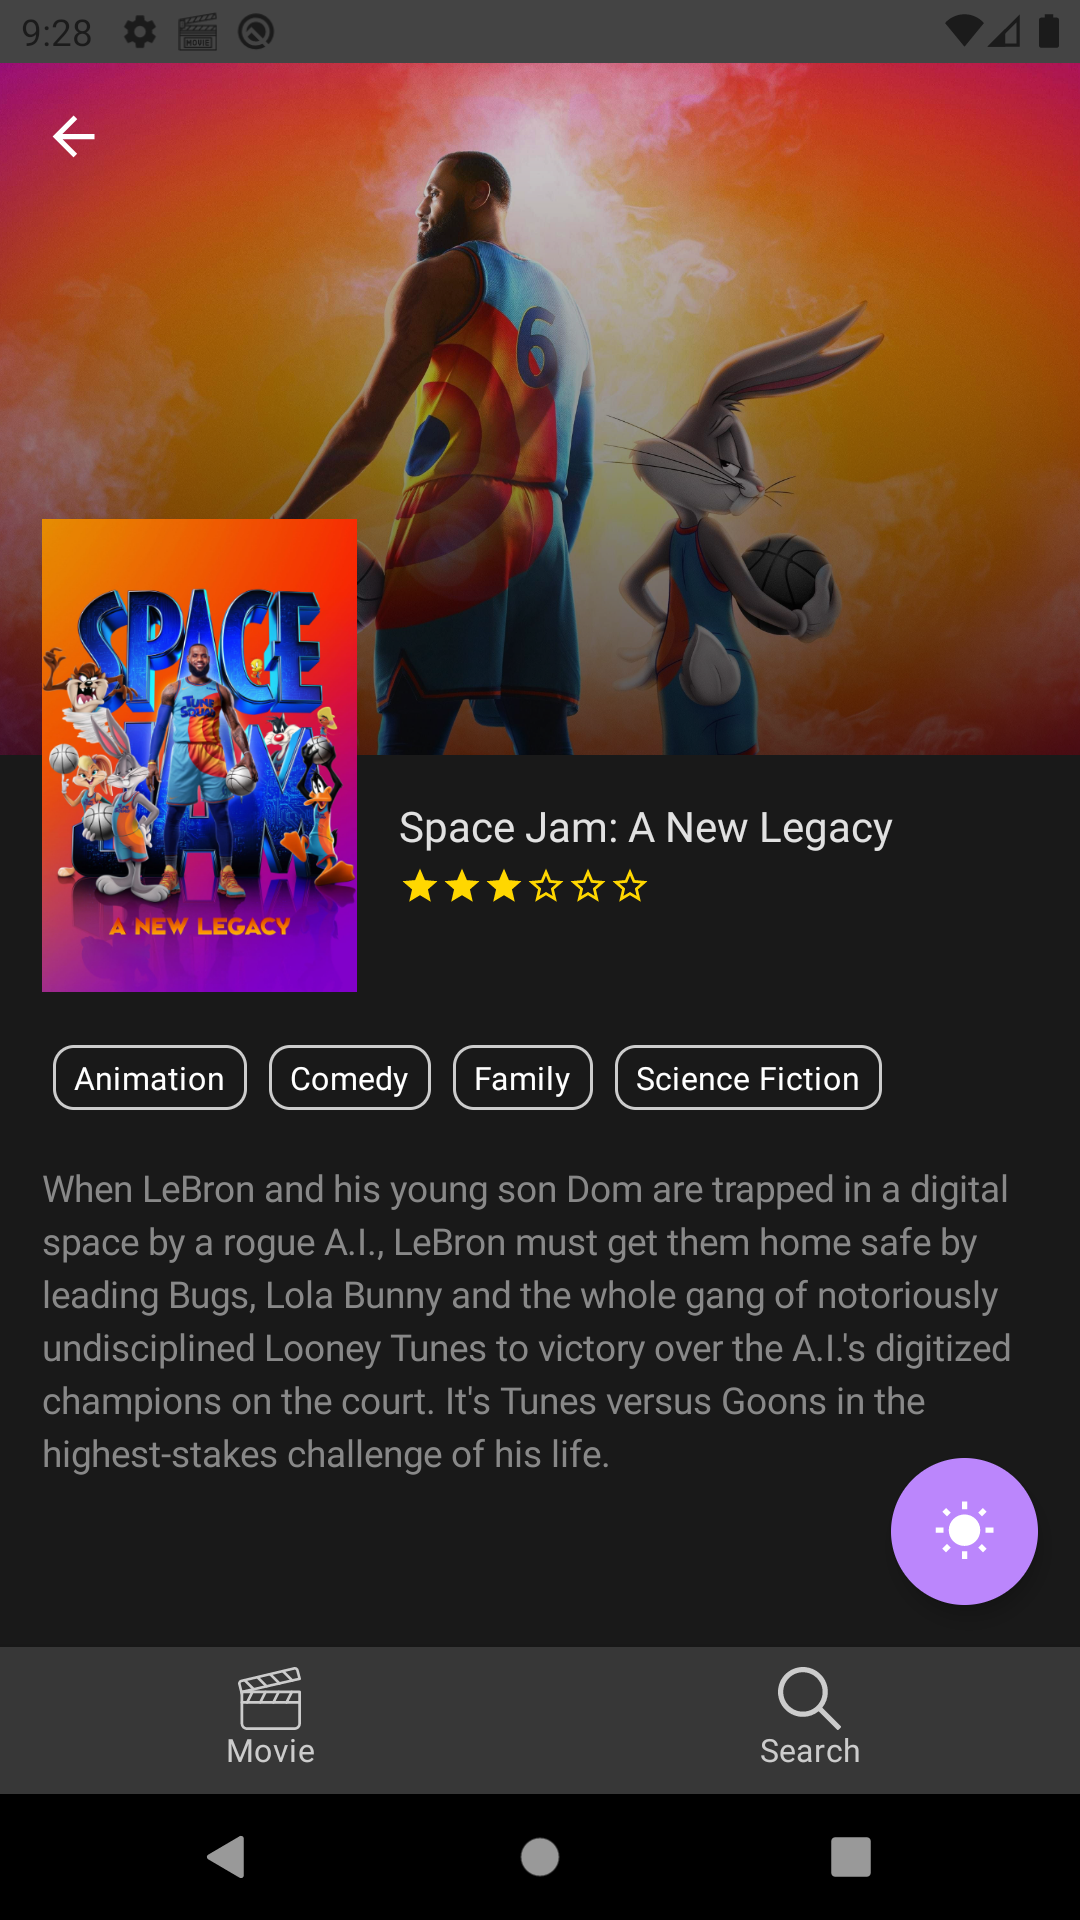 9:28
MOVIE
6
SPACE
JAM
TUNE
SQUAD
A NEW LEGACY
Space Jam: A New Legacy
Animation
Comedy
Family
Science Fiction
When LeBron and his young son Dom are trapped in a digital
space by a rogue A.I., LeBron must get them home safe by
leading Bugs, Lola Bunny and the whole gang of notoriously
undisciplined Looney Tunes to victory over the A.I.'s digitized
champions on the court. It's Tunes versus Goons in the
highest-stakes challenge of his life.
Movie
Search